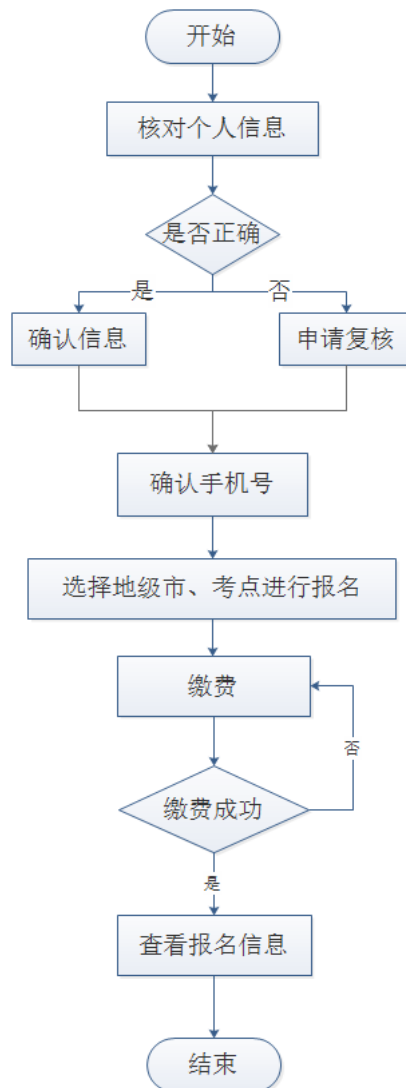 开始
核对个人信息
是否正确
是
否
确认信息
申请复核
确认手机号
选择地级市、考点进行报名
缴费
否
缴费成功
是
查看报名信息
结束